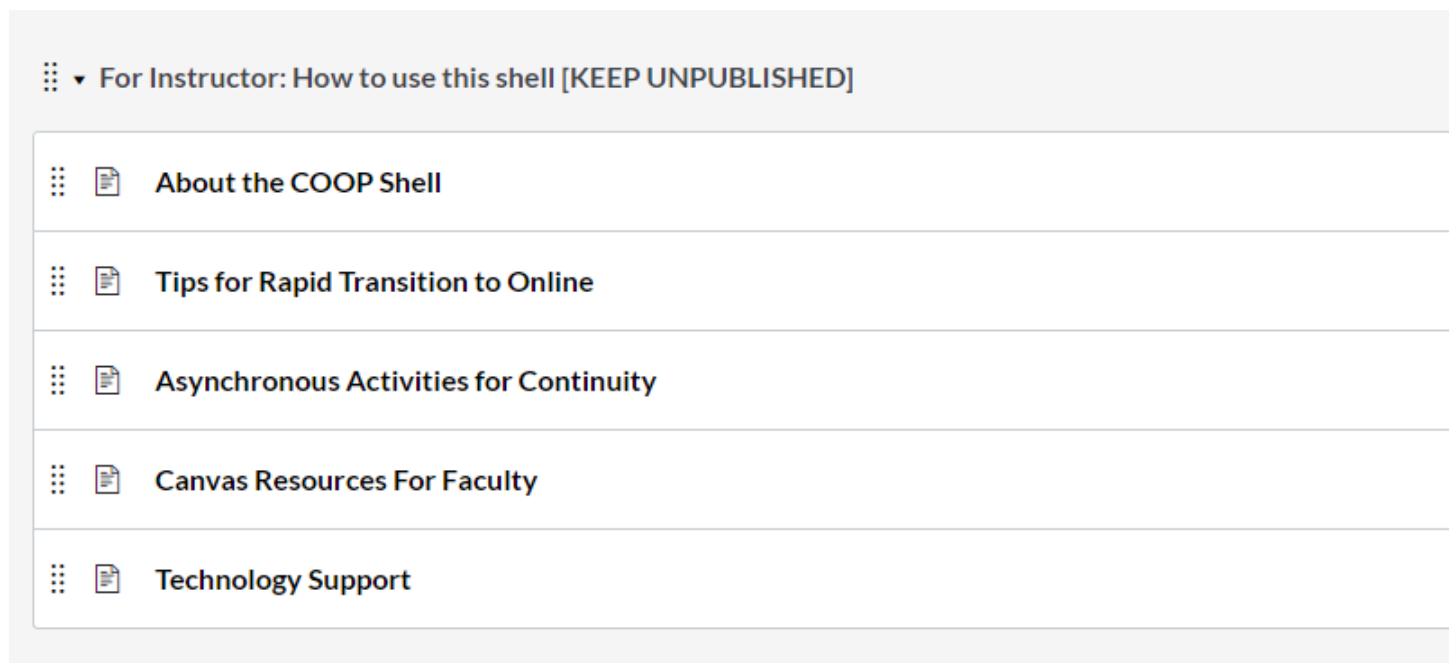 For Instructor: How to use this shell [KEEP UNPUBLISHED]
About the COOP Shell
Tips for Rapid Transition to Online
Asynchronous Activities for Continuity
Canvas Resources For Faculty
Technology Support